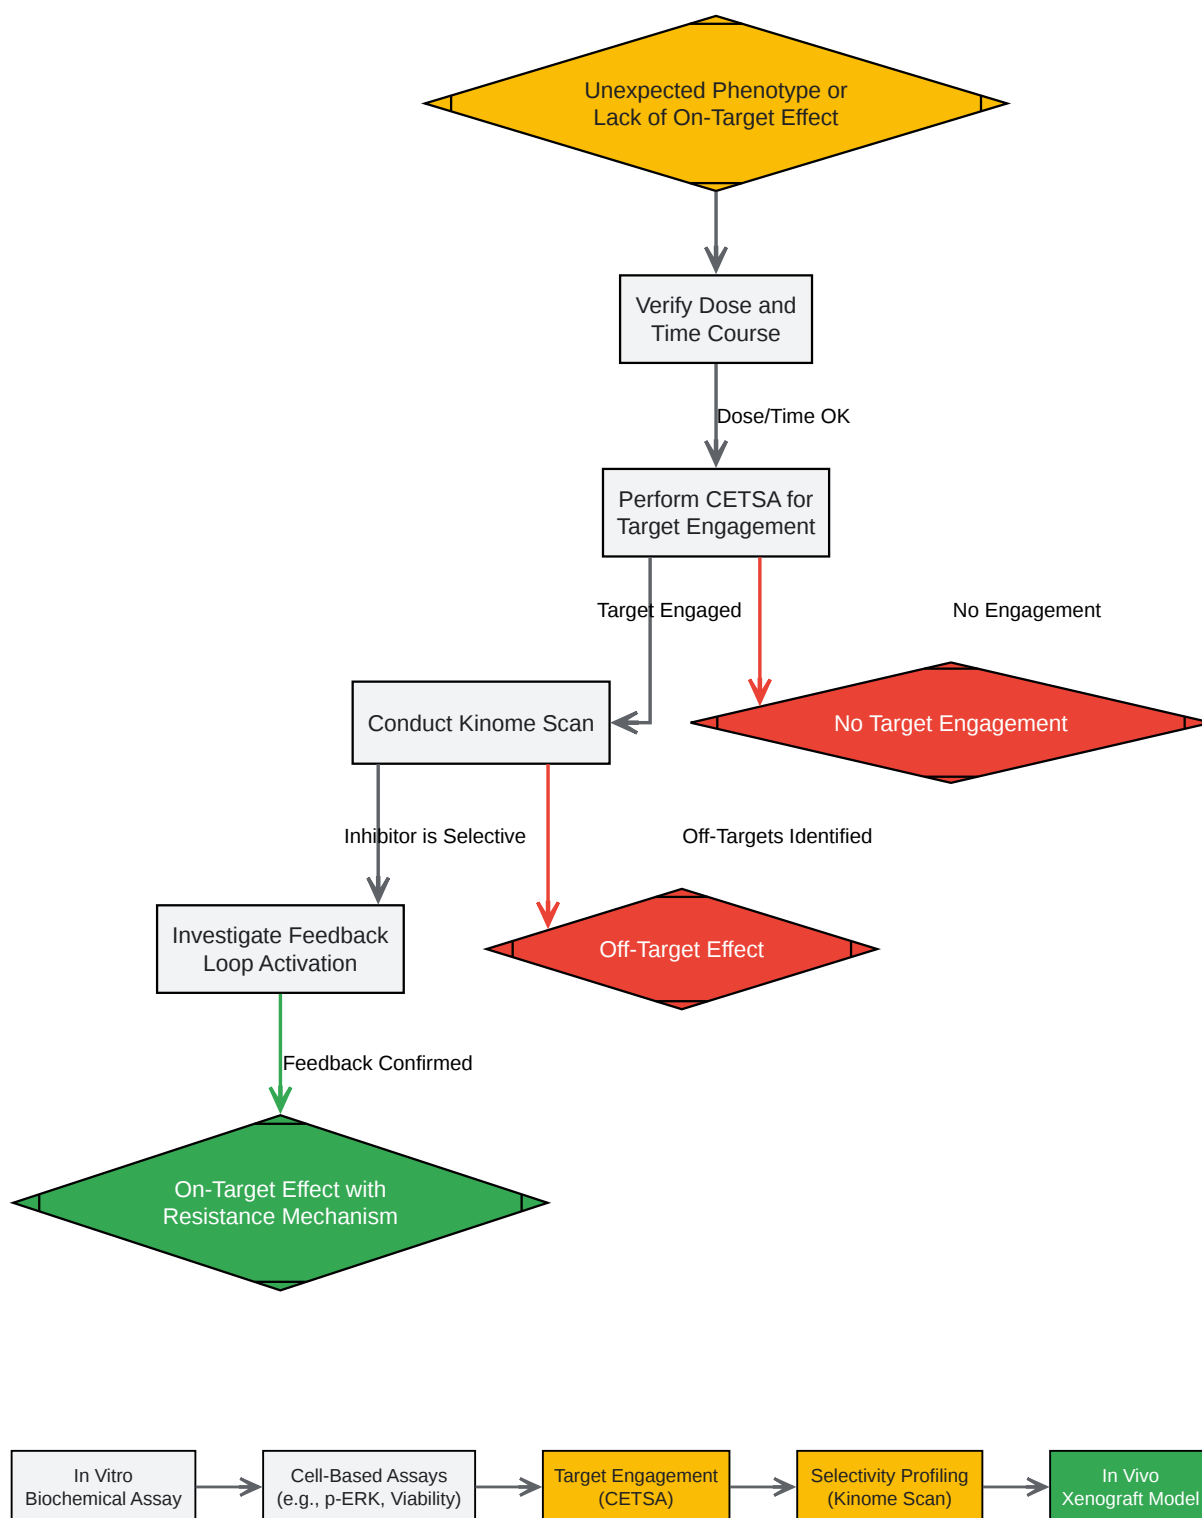 Unexpected Phenotype or
Lack of On-Target Effect
Verify Dose and
Time Course
Dose/Time OK
Perform CETSA for
Target Engagement
Target Engaged
No Engagement
Conduct Kinome Scan
No Target Engagement
Inhibitor is Selective
Off-Targets Identified
Investigate Feedback
Loop Activation
Off-Target Effect
Feedback Confirmed
On-Target Effect with
Resistance Mechanism
In Vitro
Biochemical Assay
Cell-Based Assays
(e.g., p-ERK, Viability)
Target Engagement
(CETSA)
Selectivity Profiling
(Kinome Scan)
In Vivo
Xenograft Model